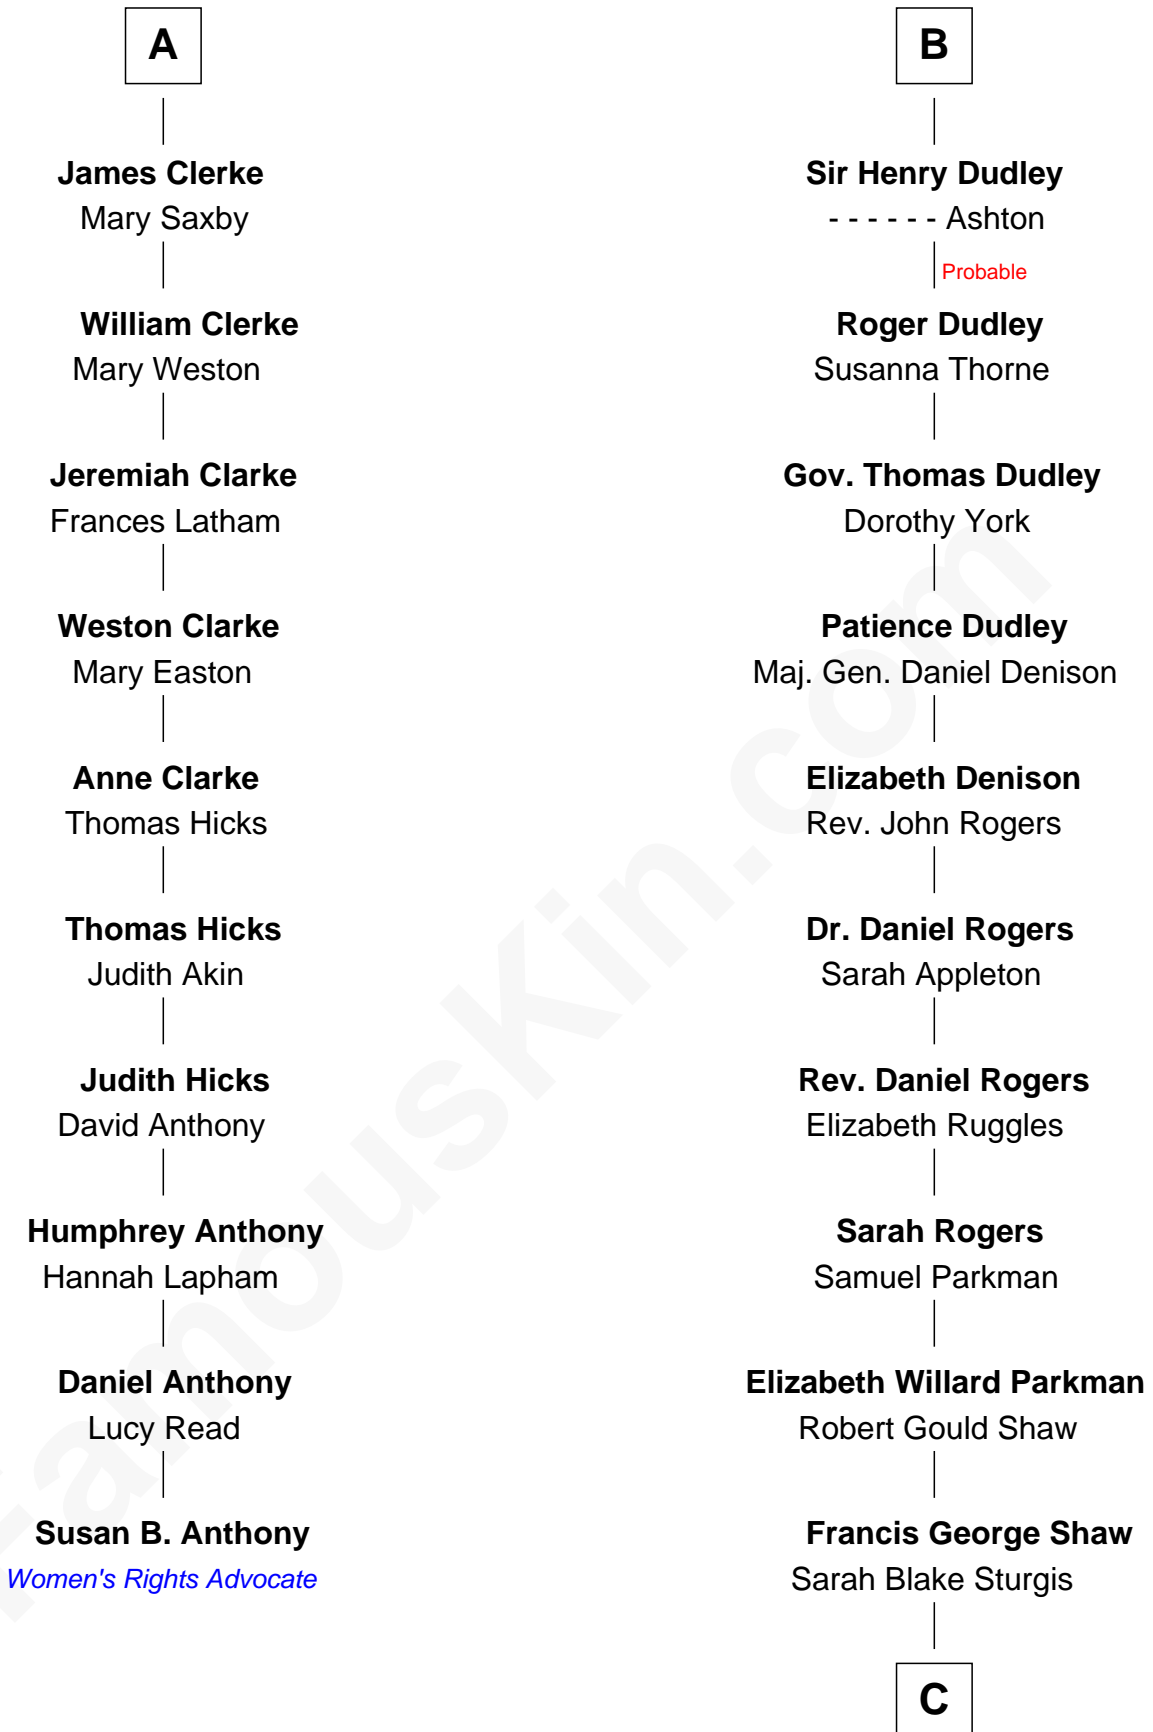 A
James Clerke
Mary Saxby
William Clerke
Mary Weston
Jeremiah Clarke
Frances Latham
Weston Clarke
Mary Easton
Anne Clarke
Thomas Hicks
Thomas Hicks
Judith Akin
Judith Hicks
David Anthony
Humphrey Anthony
Hannah Lapham
Daniel Anthony
Lucy Read
Susan B. Anthony
Women's Rights Advocate
B
Sir Henry Dudley
- - - - - - Ashton
Probable
Roger Dudley
Susanna Thorne
Gov. Thomas Dudley
Dorothy York
Patience Dudley
Maj. Gen. Daniel Denison
Elizabeth Denison
Rev. John Rogers
Dr. Daniel Rogers
Sarah Appleton
Rev. Daniel Rogers
Elizabeth Ruggles
Sarah Rogers
Samuel Parkman
Elizabeth Willard Parkman
Robert Gould Shaw
Francis George Shaw
Sarah Blake Sturgis
C
FamousKin.com